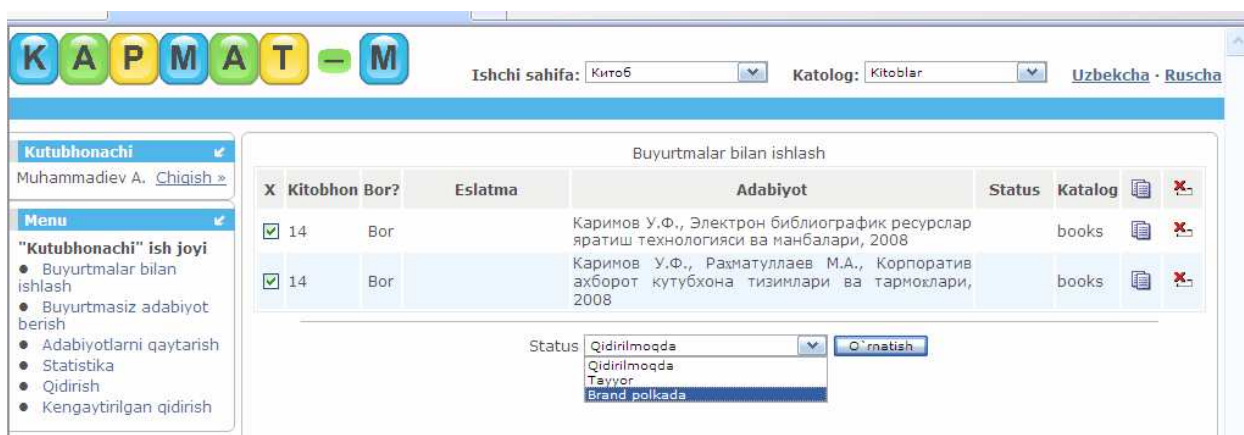 КАРМАТ-М
Ishchi sahifa: Китоб Katolog: Kitoblar Uzbekcha · Ruscha
Kutubhonachi
Muhammadiev A. Chiqish »
Menu
"Kutubhonachi" ish joyi
Buyurtmalar bilan
ishlash
Buyurtmasiz adabiyot
berish
Adabiyotlarni qaytarish
Statistika
Qidirish
Kengaytirilgan qidirish
Buyurtmalar bilan ishlash
X Kitobhon Bor? Eslatma Adabiyot Status Katalog
14 Bor Каримов У.Ф., Электрон библиографик ресурслар books
яратиш технологияси ва манбалари, 2008
14 Bor Каримов У.Ф., Рахматуллаев М.А., Корпоратив books
ахборот кутубхона тизимлари ва тармоқлари,
2008
Status Qidirilmoqda O`rnatish
Qidirilmoqda
Tayyor
Brand polkada